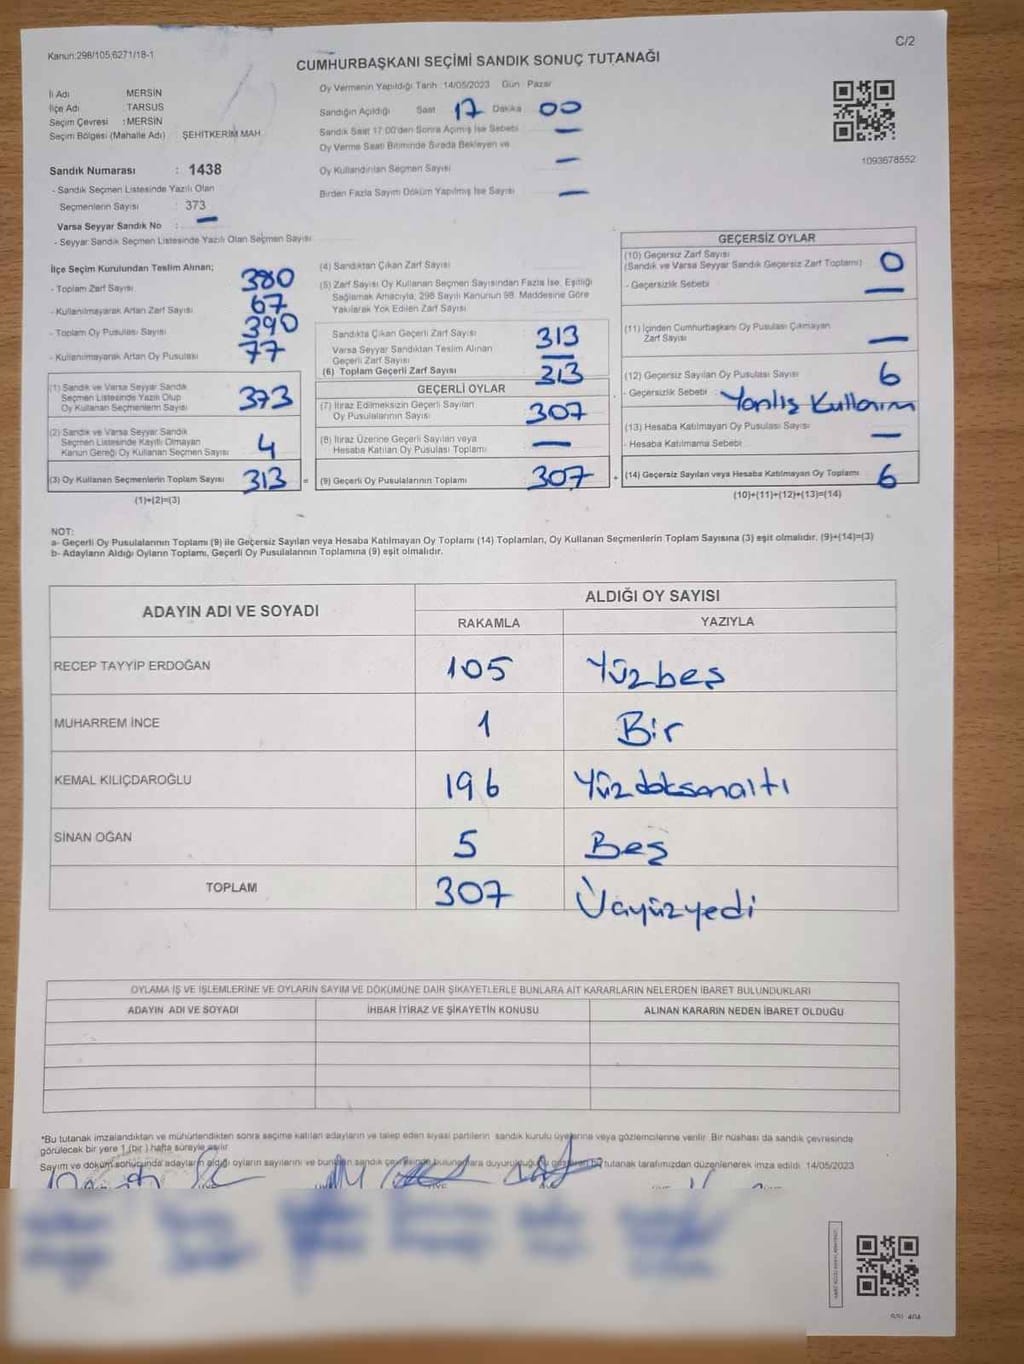 Kanun:298/105,6271/18-1
C/2
CUMHURBAŞKANI SEÇİMİ SANDIK SONUÇ TUTANAĞI
İli Adı MERSİN
İlçe Adı TARSUS
Seçim Çevresi : MERSİN
Seçim Bölgesi (Mahalle Adı) ŞEHİTKERİM MAH.
Oy Vermenin Yapıldığı Tarih :14/05/2023 Gün Pazar
Sandığın Açıldığı Saat 17 Dakika 00
Sandık Saat 17.00'den Sonra Açılmış İse Sebebi —
Oy Verme Saati Bitiminde Sırada Bekleyen ve
Oy Kullandırılan Seçmen Sayısı —
Birden Fazla Sayım Döküm Yapılmış İse Sayısı —
1093678552
Sandık Numarası : 1438
- Sandık Seçmen Listesinde Yazılı Olan
Seçmenlerin Sayısı : 373
Varsa Seyyar Sandık No : —
- Seyyar Sandık Seçmen Listesinde Yazılı Olan Seçmen Sayısı
İlçe Seçim Kurulundan Teslim Alınan;
- Toplam Zarf Sayısı 380
- Kullanılmayarak Artan Zarf Sayısı 67
- Toplam Oy Pusulası Sayısı 390
- Kullanılmayarak Artan Oy Pusulası 77
(1) Sandık ve Varsa Seyyar Sandık
Seçmen Listesinde Yazılı Olup
Oy Kullanan Seçmenlerin Sayısı 373
(2) Sandık ve Varsa Seyyar Sandık
Seçmen Listesinde Kayıtlı Olmayan
Kanun Gereği Oy Kullanan Seçmen Sayısı 4
(3) Oy Kullanan Seçmenlerin Toplam Sayısı 313
(1)+(2)=(3)
(4) Sandıktan Çıkan Zarf Sayısı
(5) Zarf Sayısı Oy Kullanan Seçmen Sayısından Fazla İse, Eşitliği
Sağlamak Amacıyla, 298 Sayılı Kanunun 98. Maddesine Göre
Yakılarak Yok Edilen Zarf Sayısı
Sandıkta Çıkan Geçerli Zarf Sayısı 313
Varsa Seyyar Sandıktan Teslim Alınan
Geçerli Zarf Sayısı —
(6) Toplam Geçerli Zarf Sayısı 313
GEÇERLİ OYLAR
(7) İtiraz Edilmeksizin Geçerli Sayılan
Oy Pusulalarının Sayısı 307
(8) İtiraz Üzerine Geçerli Sayılan veya
Hesaba Katılan Oy Pusulası Toplamı —
(9) Geçerli Oy Pusulalarının Toplamı 307
GEÇERSİZ OYLAR
(10) Geçersiz Zarf Sayısı
(Sandık ve Varsa Seyyar Sandık Geçersiz Zarf Toplamı) 0
- Geçersizlik Sebebi —
(11) İçinden Cumhurbaşkanı Oy Pusulası Çıkmayan
Zarf Sayısı —
(12) Geçersiz Sayılan Oy Pusulası Sayısı 6
- Geçersizlik Sebebi Yanlış Kullanım
(13) Hesaba Katılmayan Oy Pusulası Sayısı —
- Hesaba Katılmama Sebebi
(14) Geçersiz Sayılan veya Hesaba Katılmayan Oy Toplamı 6
(10)+(11)+(12)+(13)=(14)
NOT:
a- Geçerli Oy Pusulalarının Toplamı (9) ile Geçersiz Sayılan veya Hesaba Katılmayan Oy Toplamı (14) Toplamları, Oy Kullanan Seçmenlerin Toplam Sayısına (3) eşit olmalıdır. (9)+(14)=(3)
b- Adayların Aldığı Oyların Toplamı, Geçerli Oy Pusulalarının Toplamına (9) eşit olmalıdır.
ADAYIN ADI VE SOYADI
ALDIĞI OY SAYISI
RAKAMLA YAZIYLA
RECEP TAYYİP ERDOĞAN 105 Yüzbeş
MUHARREM İNCE 1 Bir
KEMAL KILIÇDAROĞLU 196 Yüzdoksanaltı
SİNAN OĞAN 5 Beş
TOPLAM 307 Üçyüzyedi
OYLAMA İŞ VE İŞLEMLERİNE VE OYLARIN SAYIM VE DÖKÜMÜNE DAİR ŞİKAYETLERLE BUNLARA AİT KARARLARIN NELERDEN İBARET BULUNDUKLARI
ADAYIN ADI VE SOYADI İHBAR İTİRAZ VE ŞİKAYETİN KONUSU ALINAN KARARIN NEDEN İBARET OLDUĞU
*Bu tutanak imzalandıktan ve mühürlendikten sonra seçime katılan adayların ve talep eden siyasi partilerin sandık kurulu üyelerine veya gözlemcilerine verilir. Bir nüshası da sandık çevresinde
görülecek bir yere 1 (bir) hafta süreyle asılır.
Sayım ve döküm sonucunda adayların aldığı oyların sayılarını ve bunların sandık çevresinde bulunanlara duyurulduğunu gösteren bu tutanak tarafımızdan düzenlenerek imza edildi. 14/05/2023